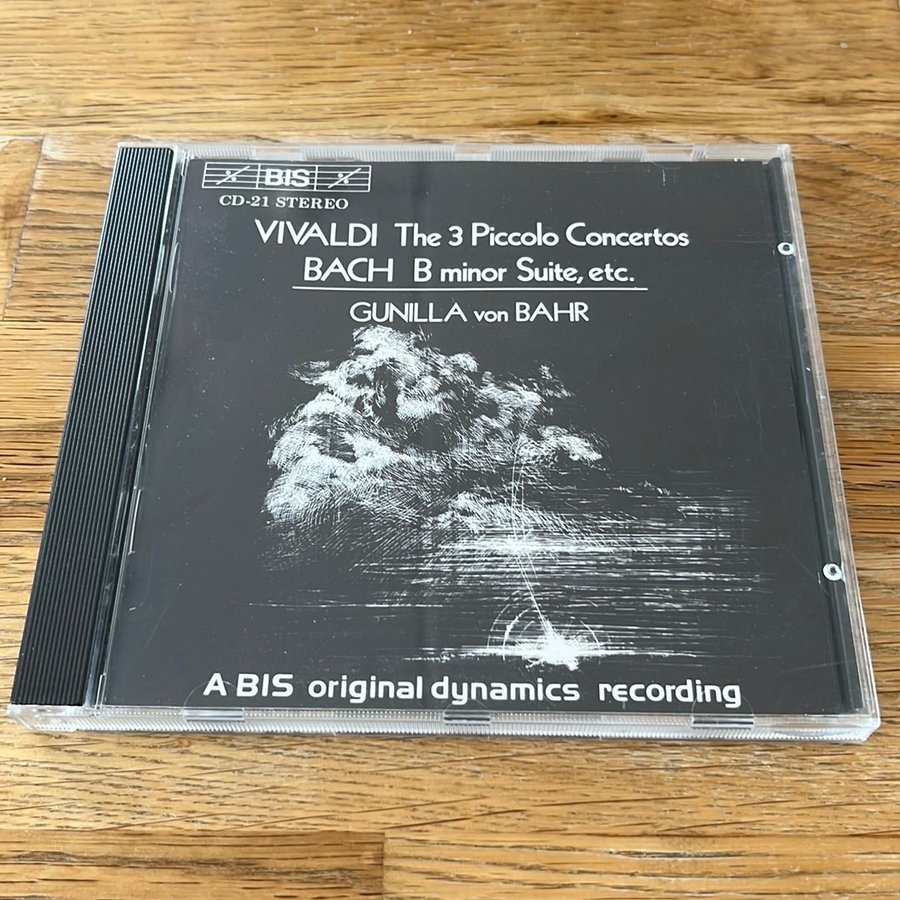 BIS
CD-21 STEREO
VIVALDI The 3 Piccolo Concertos
BACH B minor Suite, etc.
GUNILLA von BAHR
A BIS original dynamics recording